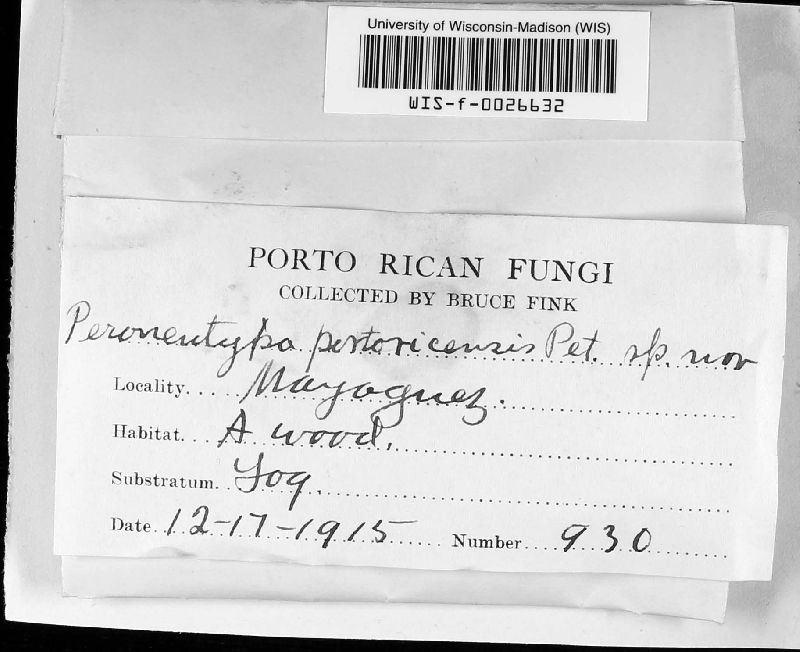 University of Wisconsin-Madison (WIS)
WIS-f-0026632
PORTO RICAN FUNGI
COLLECTED BY BRUCE FINK
Peroneutypa portoricensis Pet. sp. nov
Locality..... Mayaguez.
Habitat... A wood.
Substratum.. Log.
Date. 12-17-1915 ...... Number.... 930